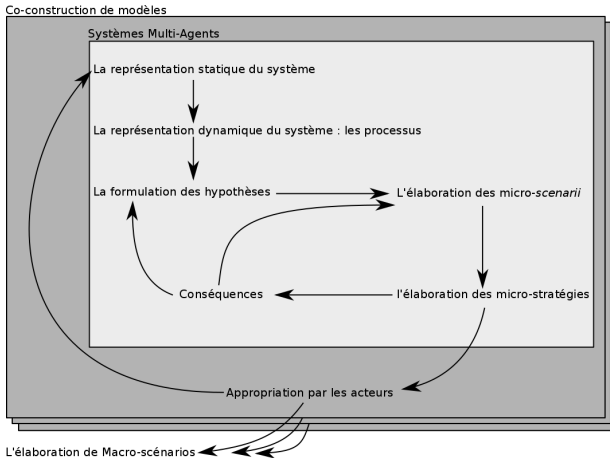 Co-construction de modèles
Systèmes Multi-Agents
La représentation statique du système
La représentation dynamique du système : les processus
La formulation des hypothèses
L'élaboration des micro-scenarii
Conséquences
l'élaboration des micro-stratégies
Appropriation par les acteurs
L'élaboration de Macro-scénarios